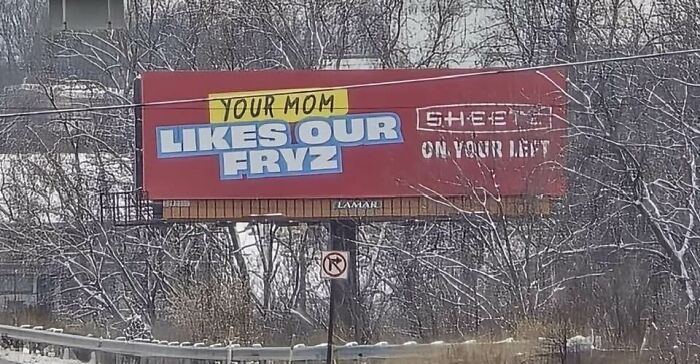 YOUR MOM
LIKES OUR
FRYZ
SHEETZ
ON YOUR LEFT
LAMAR